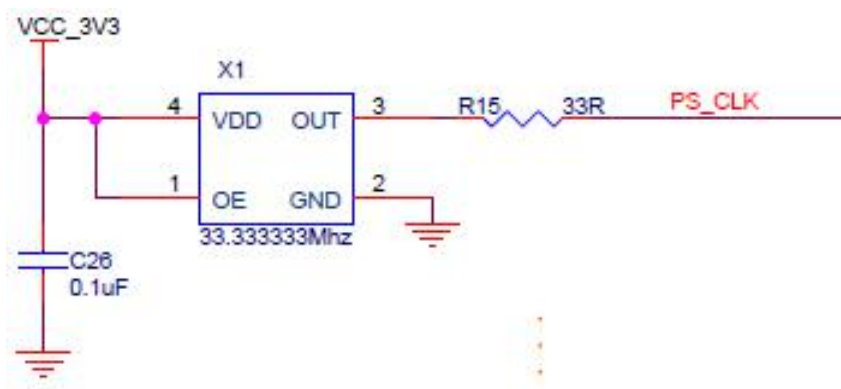 VCC_3V3
X1
4 VDD OUT 3 R15 33R PS_CLK
1 OE GND 2
33.333333Mhz
C26
0.1uF